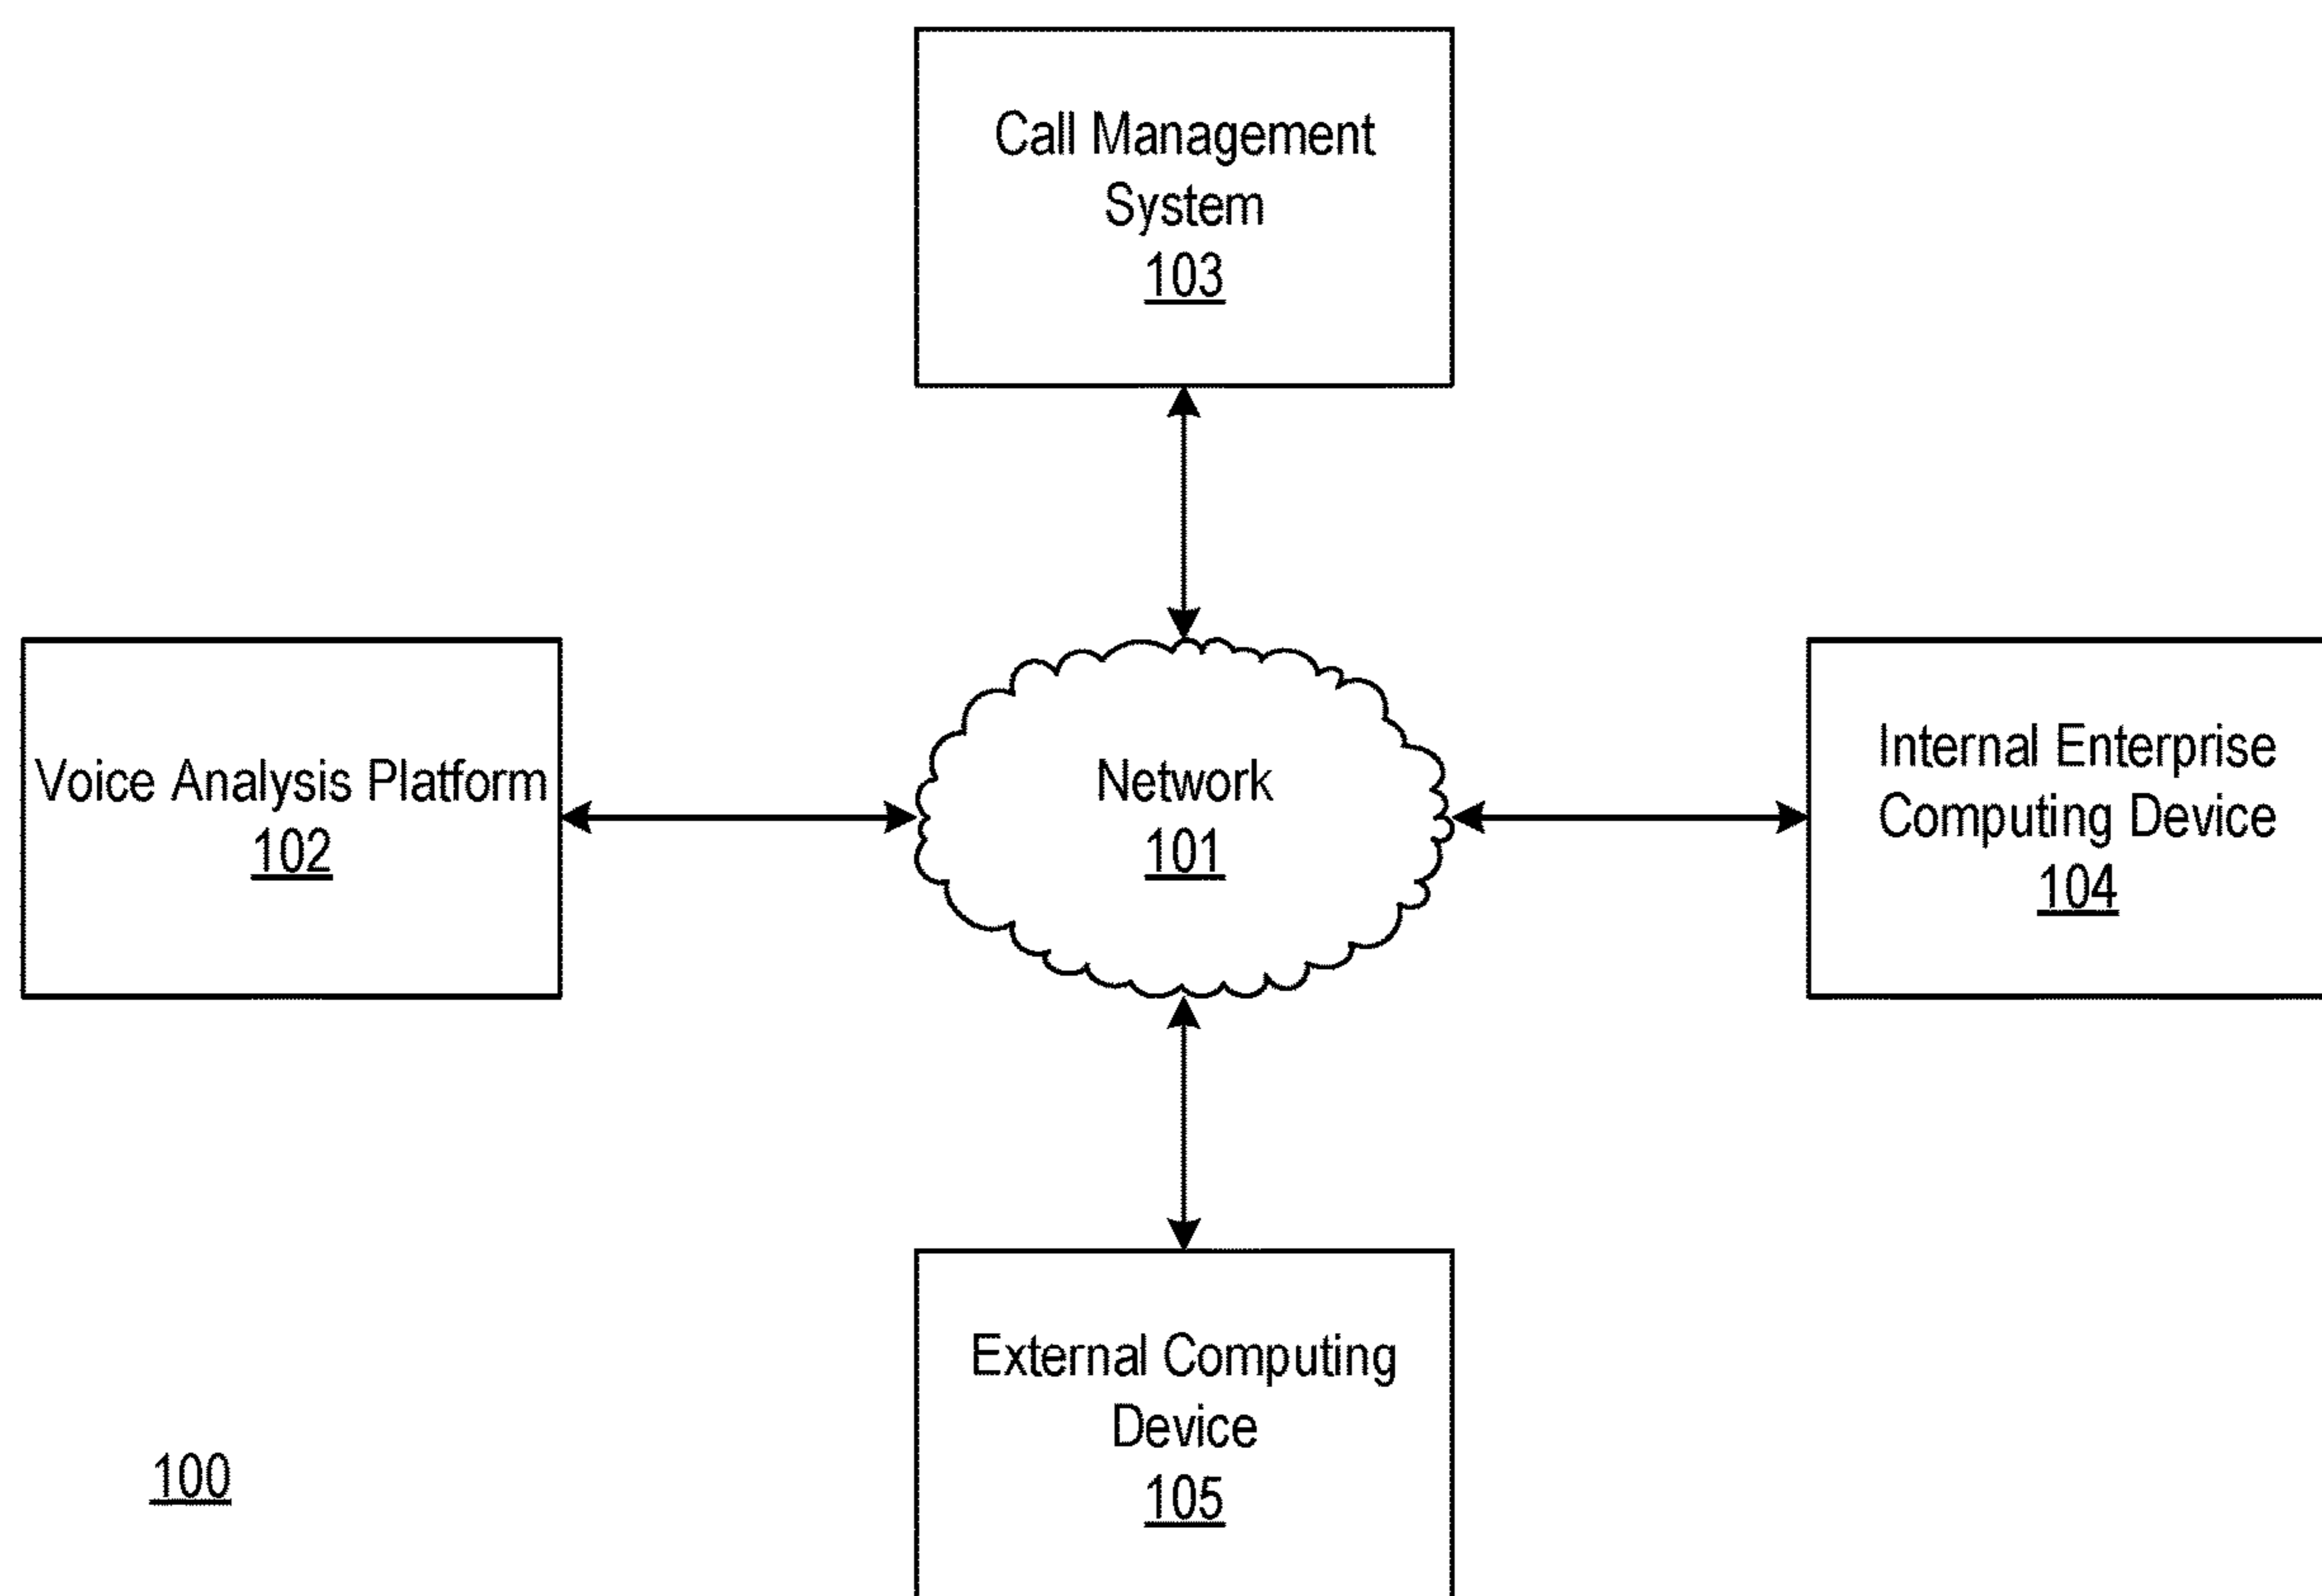 Call Management
System
103
Voice Analysis Platform
102
Network
101
Internal Enterprise
Computing Device
104
External Computing
Device
105
100